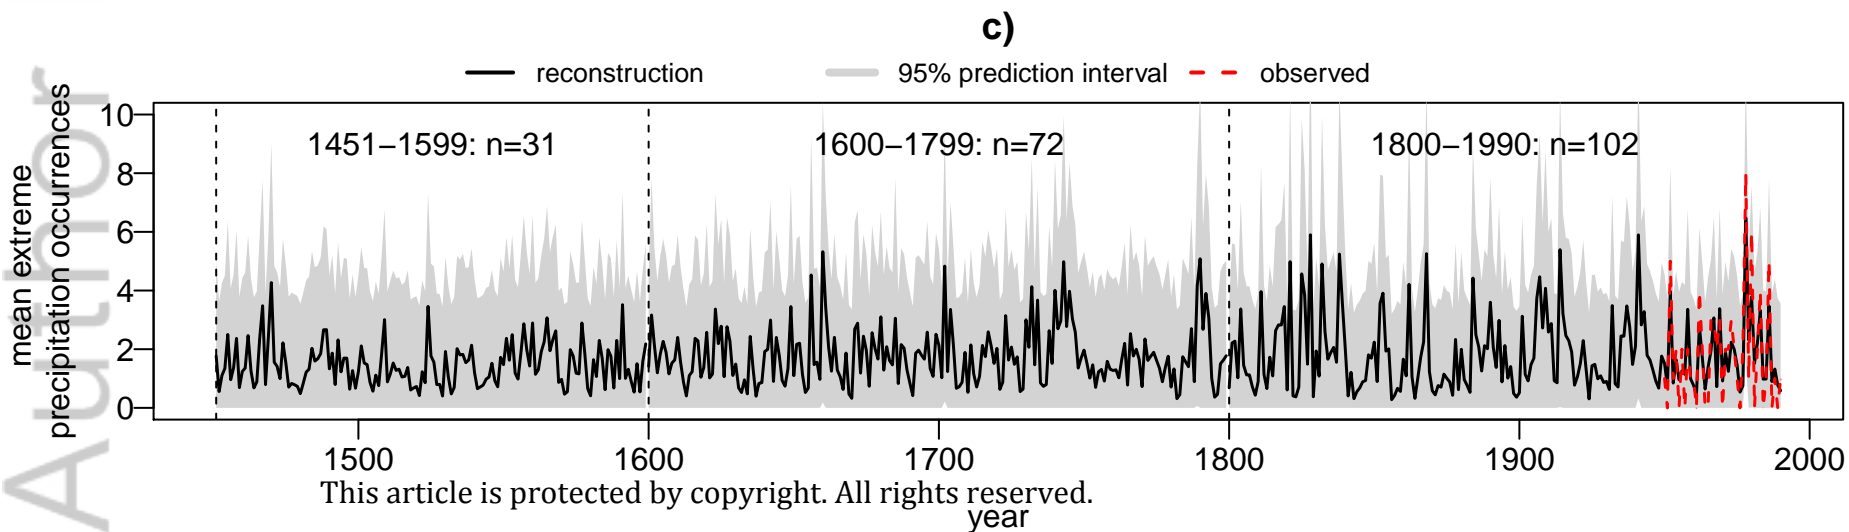 c)
reconstruction 95% prediction interval observed
1451−1599: n=31 1600−1799: n=72 1800−1990: n=102
mean extreme
precipitation occurrences
10
8
6
4
2
0
1500 1600 1700 1800 1900 2000
year
This article is protected by copyright. All rights reserved.
Author